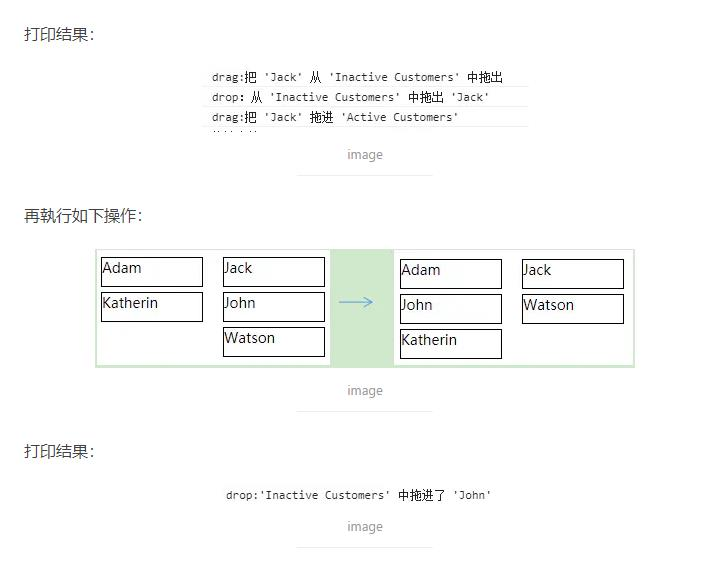 打印结果：
drag:把 'Jack' 从 'Inactive Customers' 中拖出
drop: 从 'Inactive Customers' 中拖出 'Jack'
drag:把 'Jack' 拖进 'Active Customers'
image
再執行如下操作：
Adam Jack Adam Jack
Katherin John John Watson
Watson Katherin
image
打印结果：
drop:'Inactive Customers' 中拖进了 'John'
image